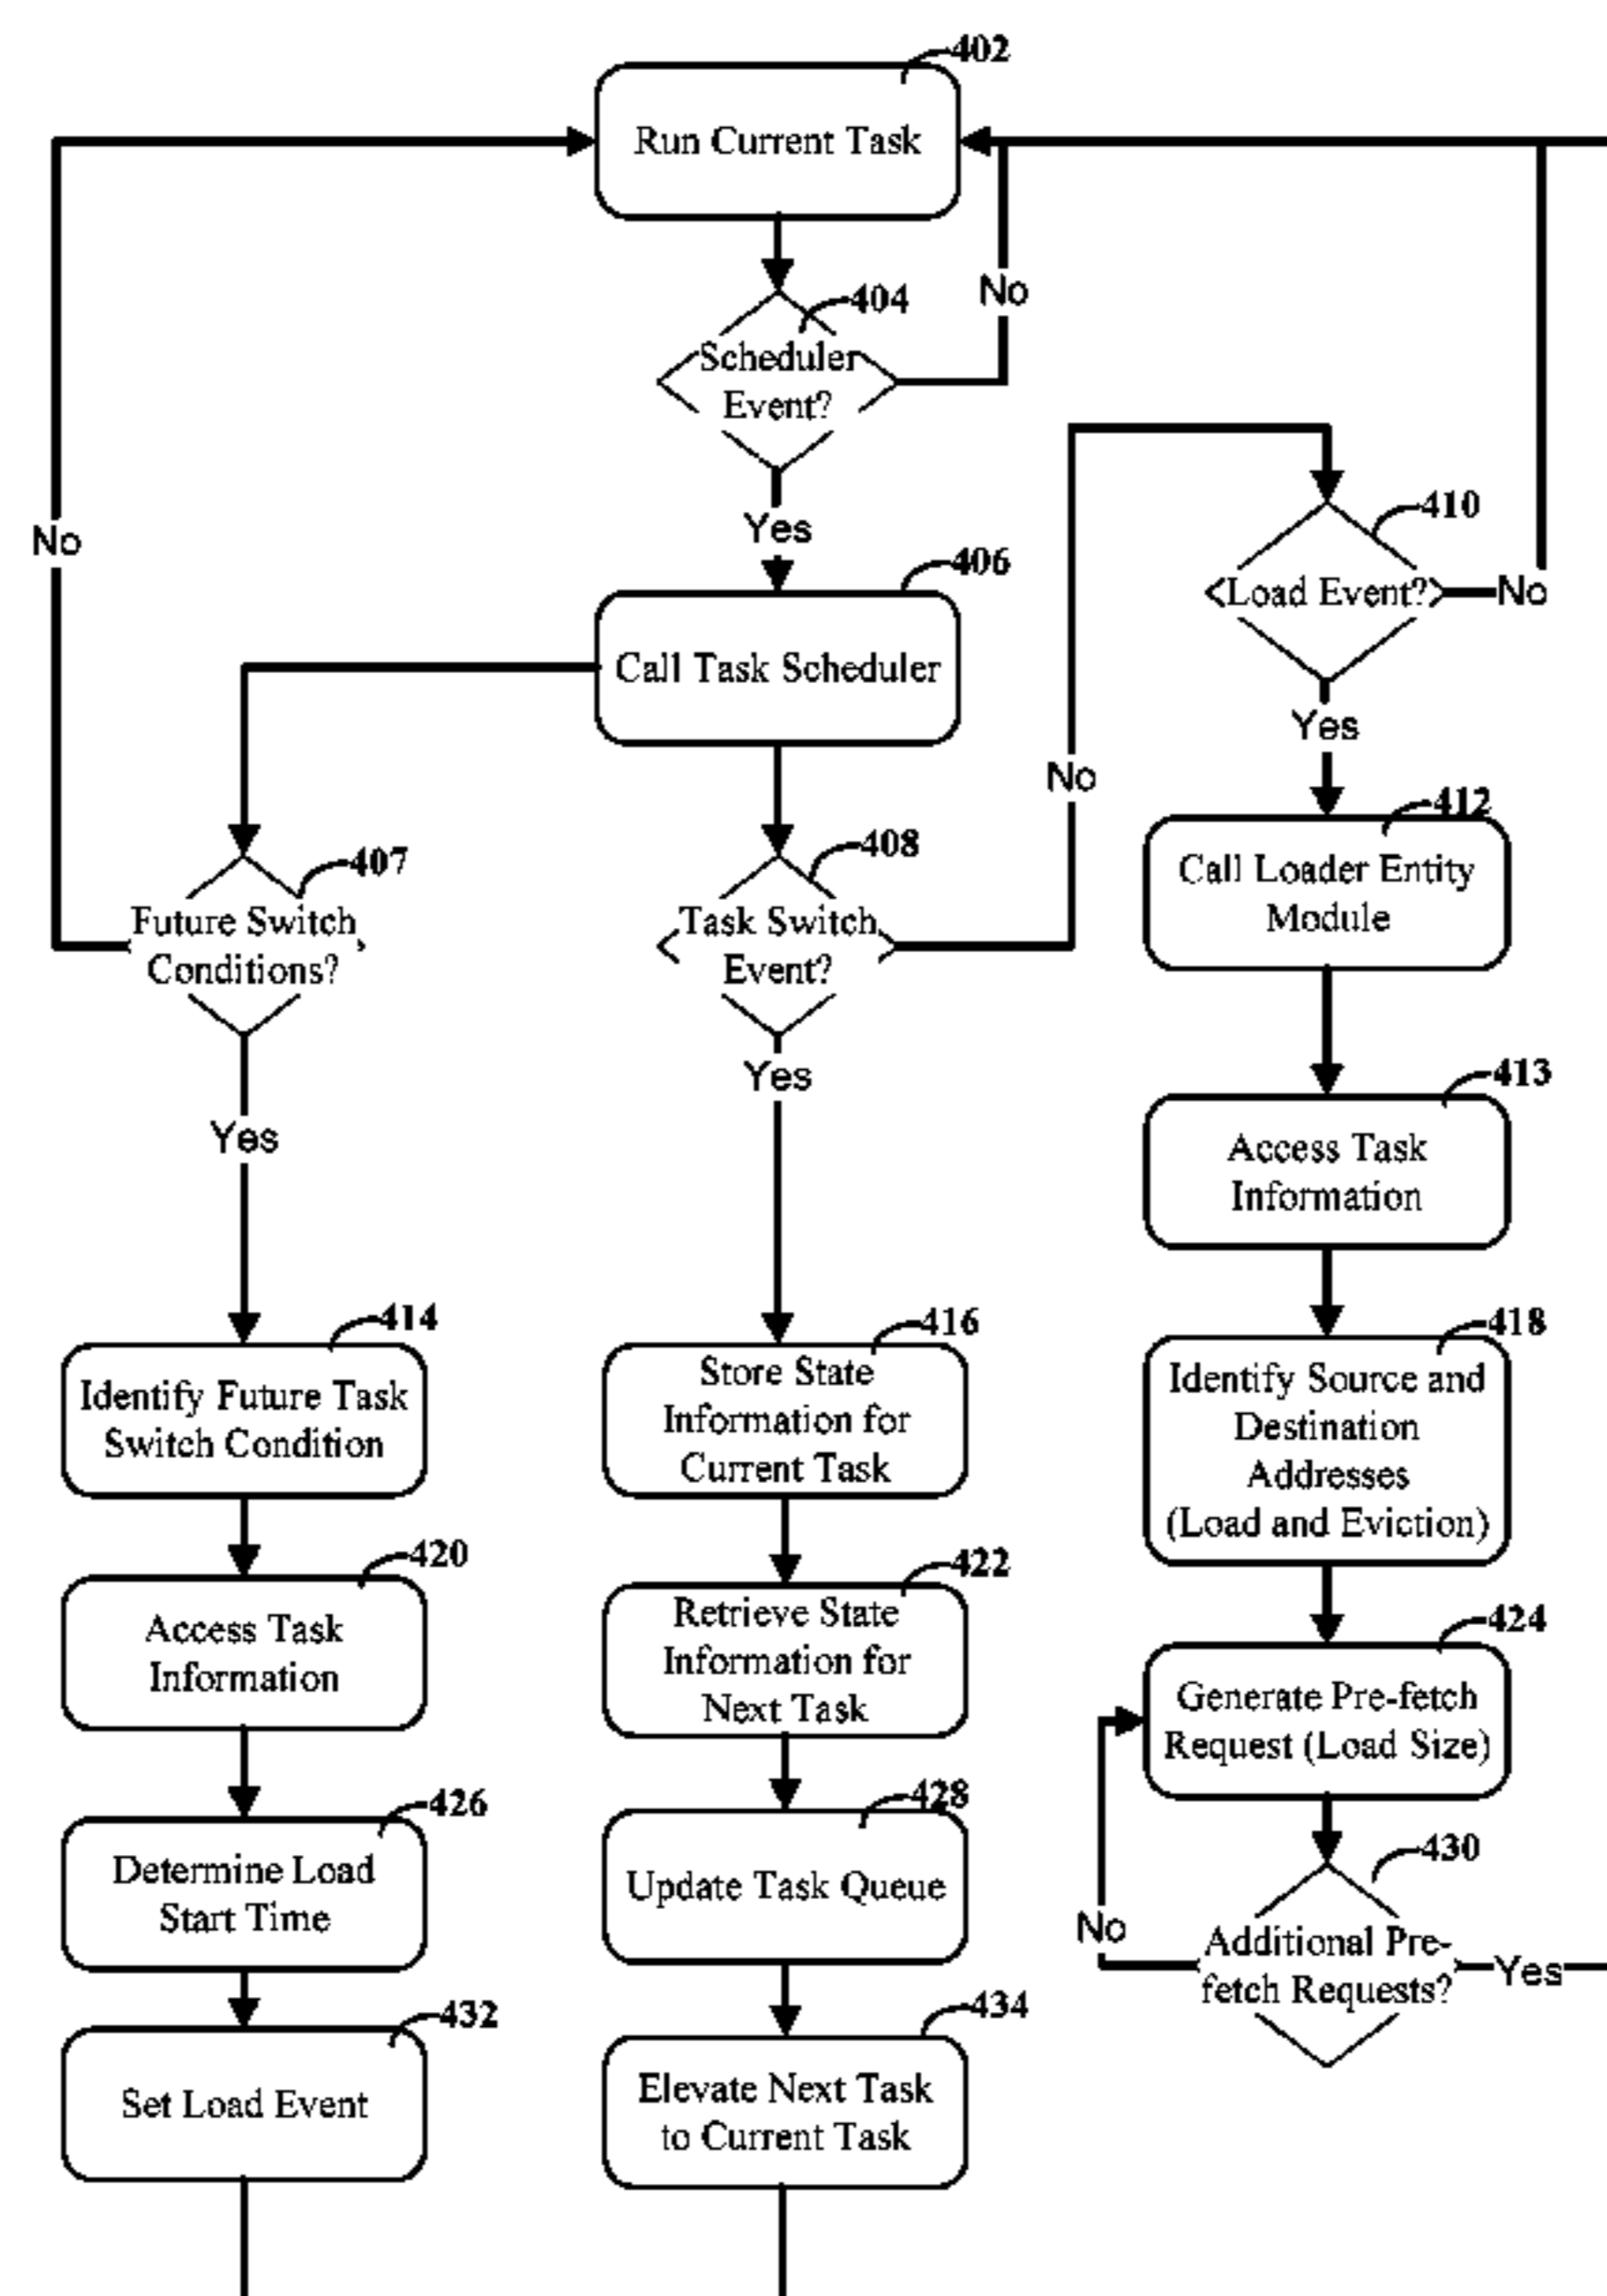 402
Run Current Task
No
404
Scheduler
Event?
Yes
406
Call Task Scheduler
No
407
Future Switch
Conditions?
Yes
408
Task Switch
Event?
Yes
No
410
Load Event?
No
Yes
412
Call Loader Entity
Module
413
Access Task
Information
414
Identify Future Task
Switch Condition
416
Store State
Information for
Current Task
418
Identify Source and
Destination
Addresses
(Load and Eviction)
420
Access Task
Information
422
Retrieve State
Information for
Next Task
424
Generate Pre-fetch
Request (Load Size)
426
Determine Load
Start Time
428
Update Task Queue
430
Additional Pre-
fetch Requests?
No
Yes
432
Set Load Event
434
Elevate Next Task
to Current Task